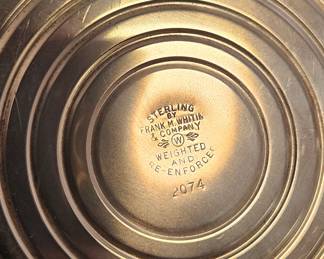 STERLING
BY
FRANK M. WHITIN
& COMPANY
W
WEIGHTED
AND
RE-ENFORCED
2074